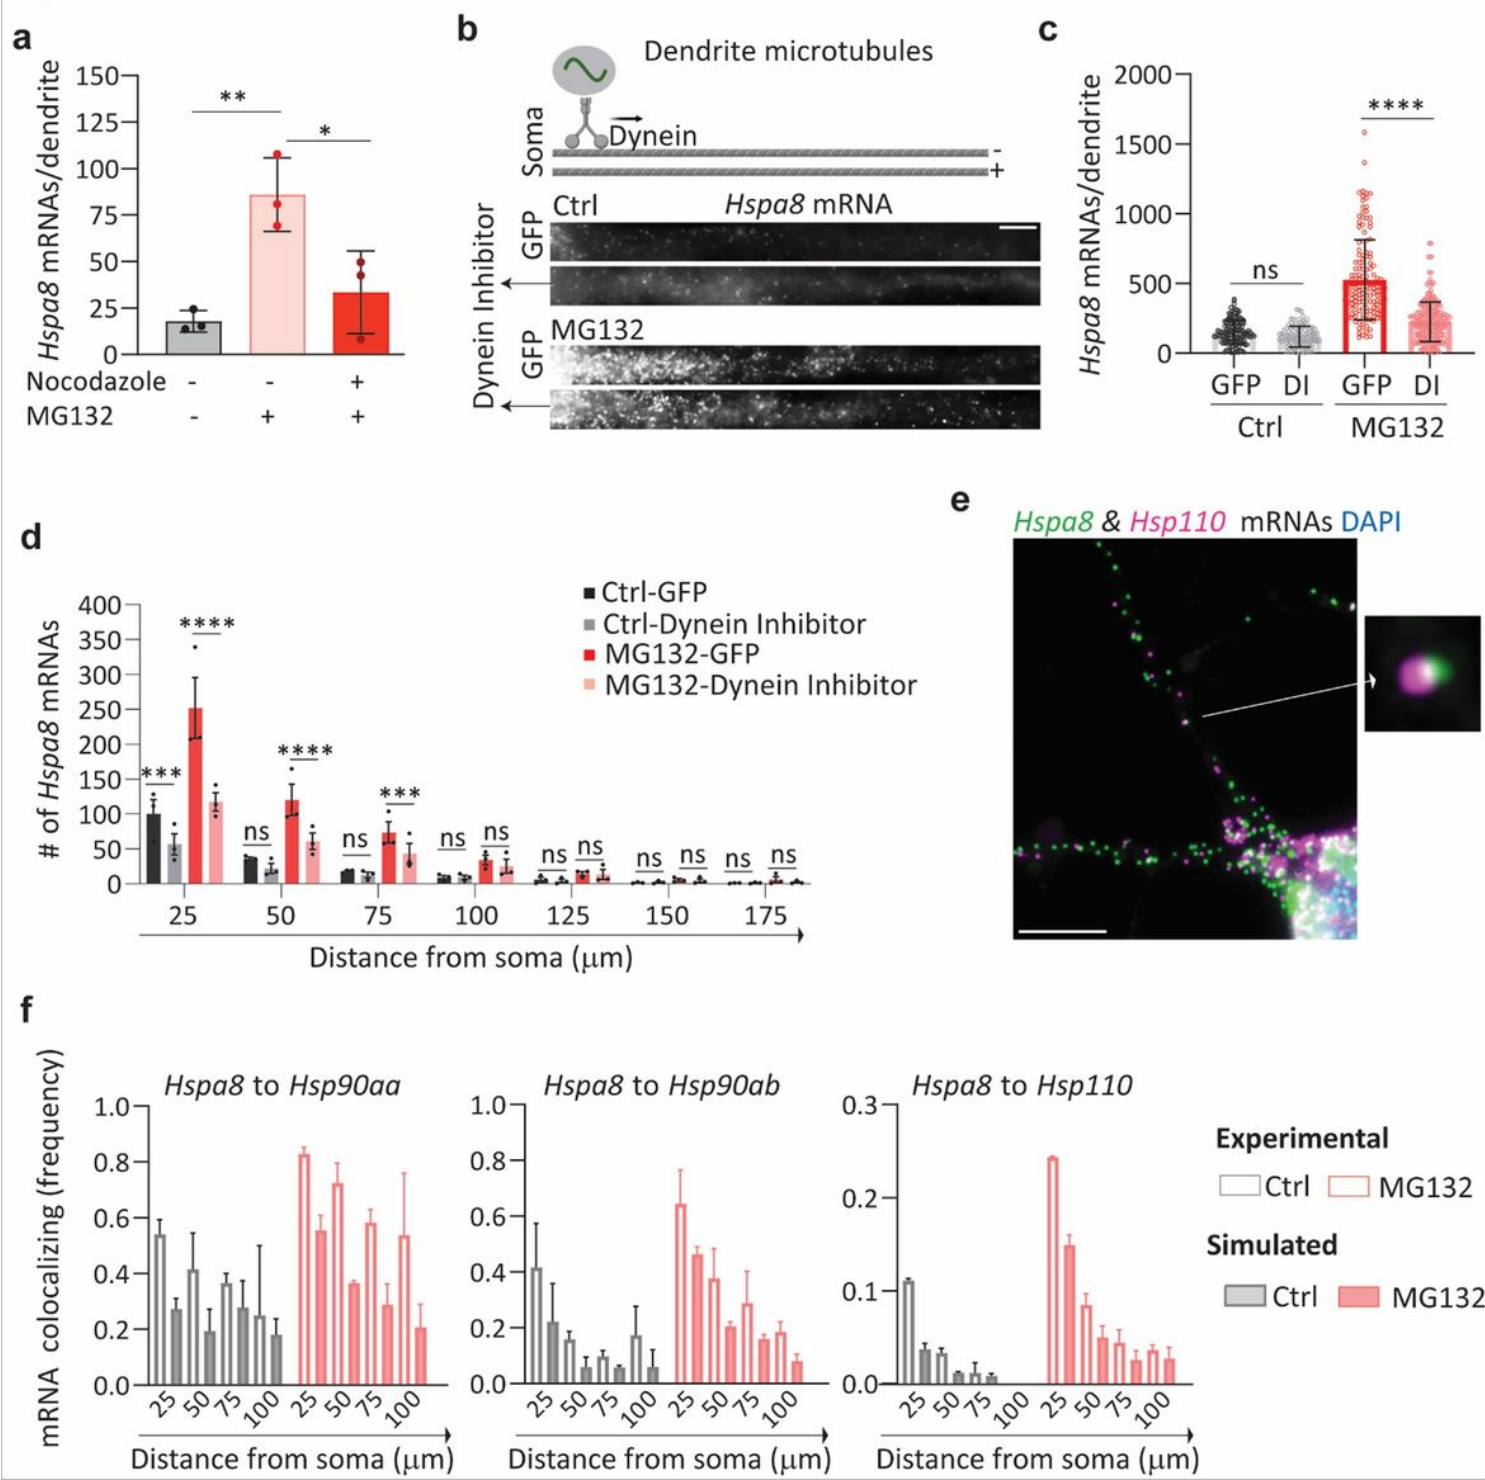 a
Hspa8 mRNAs/dendrite
150
125
100
75
50
25
0
**
*
Nocodazole - - +
MG132 - + +
b
Dendrite microtubules
Soma
Dynein
-
+
Ctrl Hspa8 mRNA
GFP
Dynein Inhibitor
MG132
GFP
c
Hspa8 mRNAs/dendrite
2000
1500
1000
500
0
ns
****
GFP DI GFP DI
Ctrl MG132
d
# of Hspa8 mRNAs
400
350
300
250
200
150
100
50
0
Ctrl-GFP
Ctrl-Dynein Inhibitor
MG132-GFP
MG132-Dynein Inhibitor
*** **** ns **** ns *** ns ns ns ns ns ns ns ns
25 50 75 100 125 150 175
Distance from soma (μm)
e
Hspa8 & Hsp110 mRNAs DAPI
f
mRNA colocalizing (frequency)
Hspa8 to Hsp90aa
1.0
0.8
0.6
0.4
0.2
0.0
25 50 75 100 25 50 75 100
Distance from soma (μm)
Hspa8 to Hsp90ab
1.0
0.8
0.6
0.4
0.2
0.0
25 50 75 100 25 50 75 100
Distance from soma (μm)
Hspa8 to Hsp110
0.3
0.2
0.1
0.0
25 50 75 100 25 50 75 100
Distance from soma (μm)
Experimental
Ctrl MG132
Simulated
Ctrl MG132